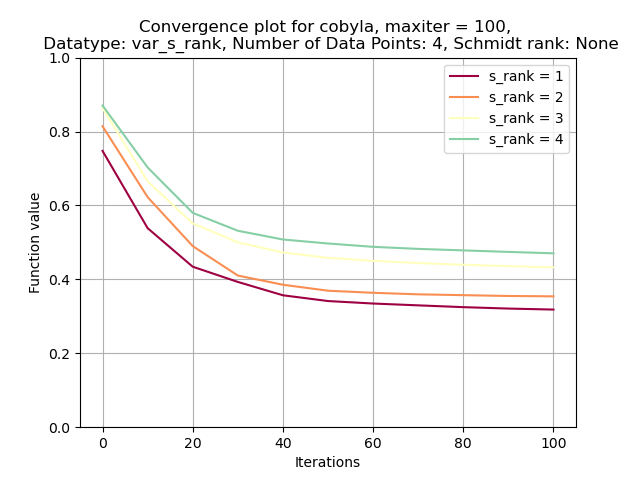 Convergence plot for cobyla, maxiter = 100,
Datatype: var_s_rank, Number of Data Points: 4, Schmidt rank: None
1.0
0.8
0.6
0.4
0.2
0.0
Function value
s_rank = 1
s_rank = 2
s_rank = 3
s_rank = 4
0 20 40 60 80 100
Iterations